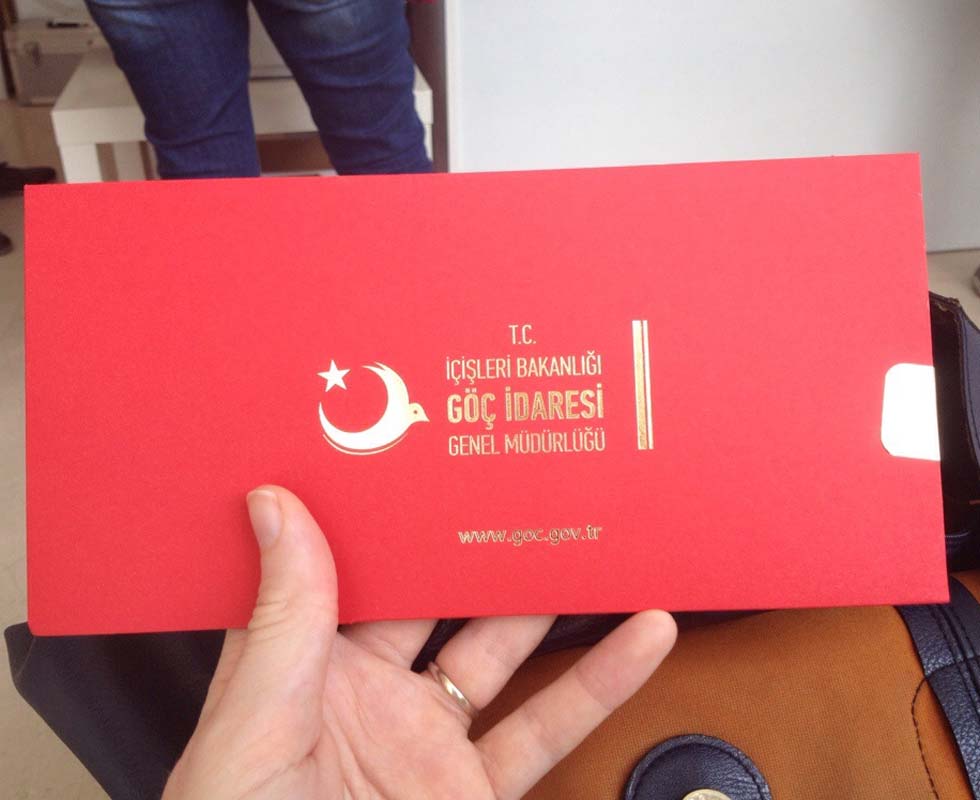 T.C.
İÇİŞLERİ BAKANLIĞI
GÖÇ İDARESİ
GENEL MÜDÜRLÜĞÜ
www.goc.gov.tr